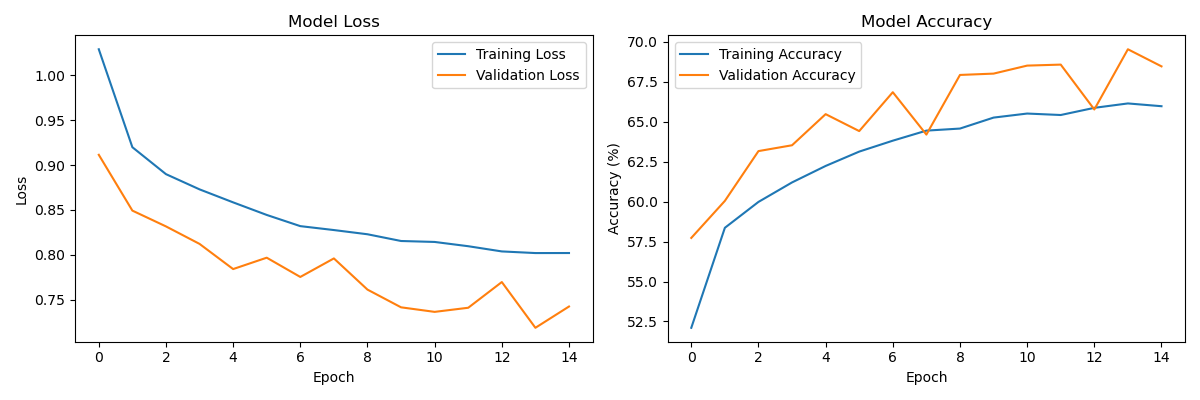 Model Loss
Training Loss
Validation Loss
1.00
0.95
0.90
0.85
0.80
0.75
Loss
0 2 4 6 8 10 12 14
Epoch
Model Accuracy
Training Accuracy
Validation Accuracy
70.0
67.5
65.0
62.5
60.0
57.5
55.0
52.5
Accuracy (%)
0 2 4 6 8 10 12 14
Epoch